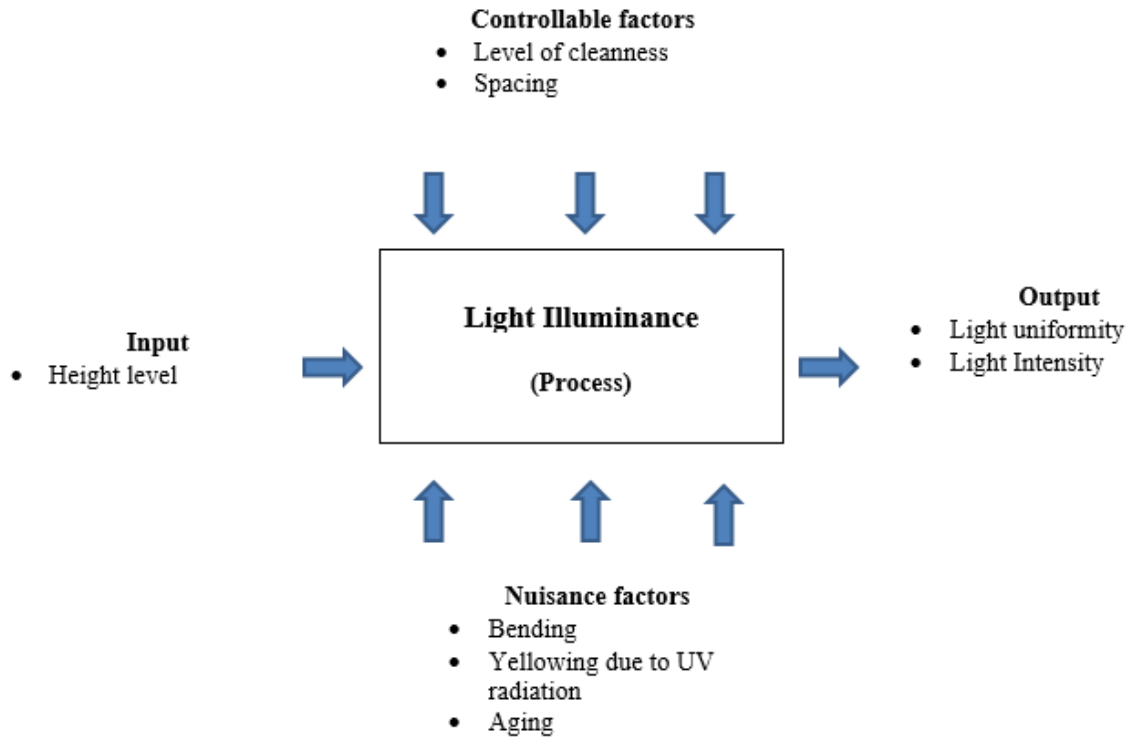 Controllable factors
• Level of cleanness
• Spacing
Input
• Height level
Light Illuminance
(Process)
Output
• Light uniformity
• Light Intensity
Nuisance factors
• Bending
• Yellowing due to UV
radiation
• Aging